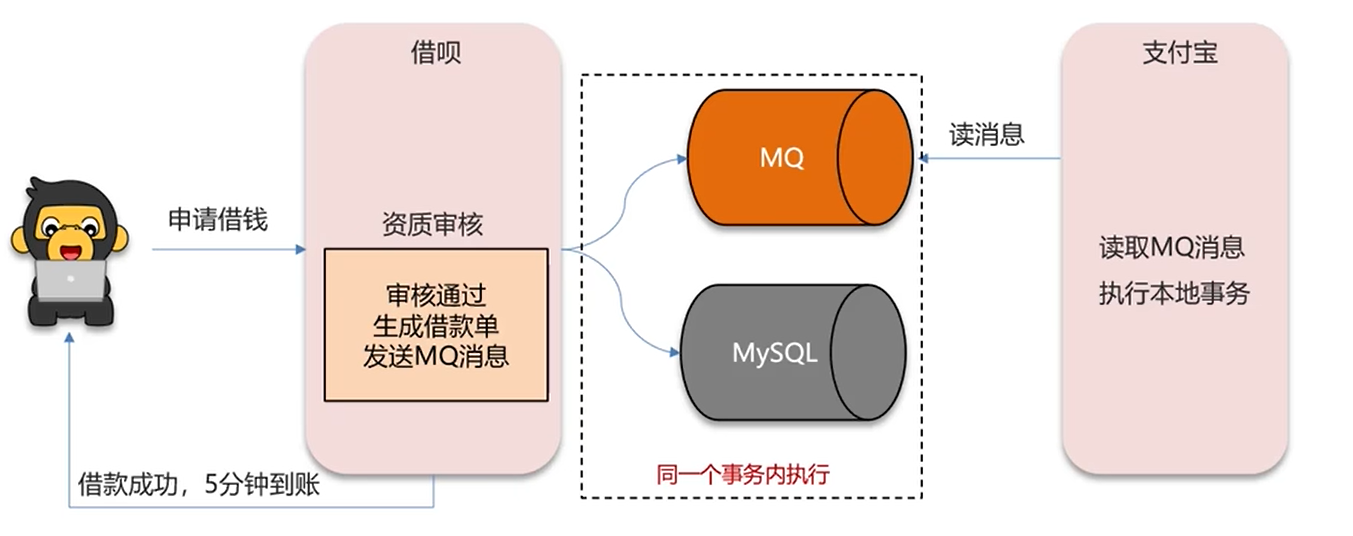 借呗
支付宝
MQ
读消息
申请借钱
资质审核
读取MQ消息
执行本地事务
审核通过
生成借款单
发送MQ消息
MySQL
借款成功，5分钟到账
同一个事务内执行